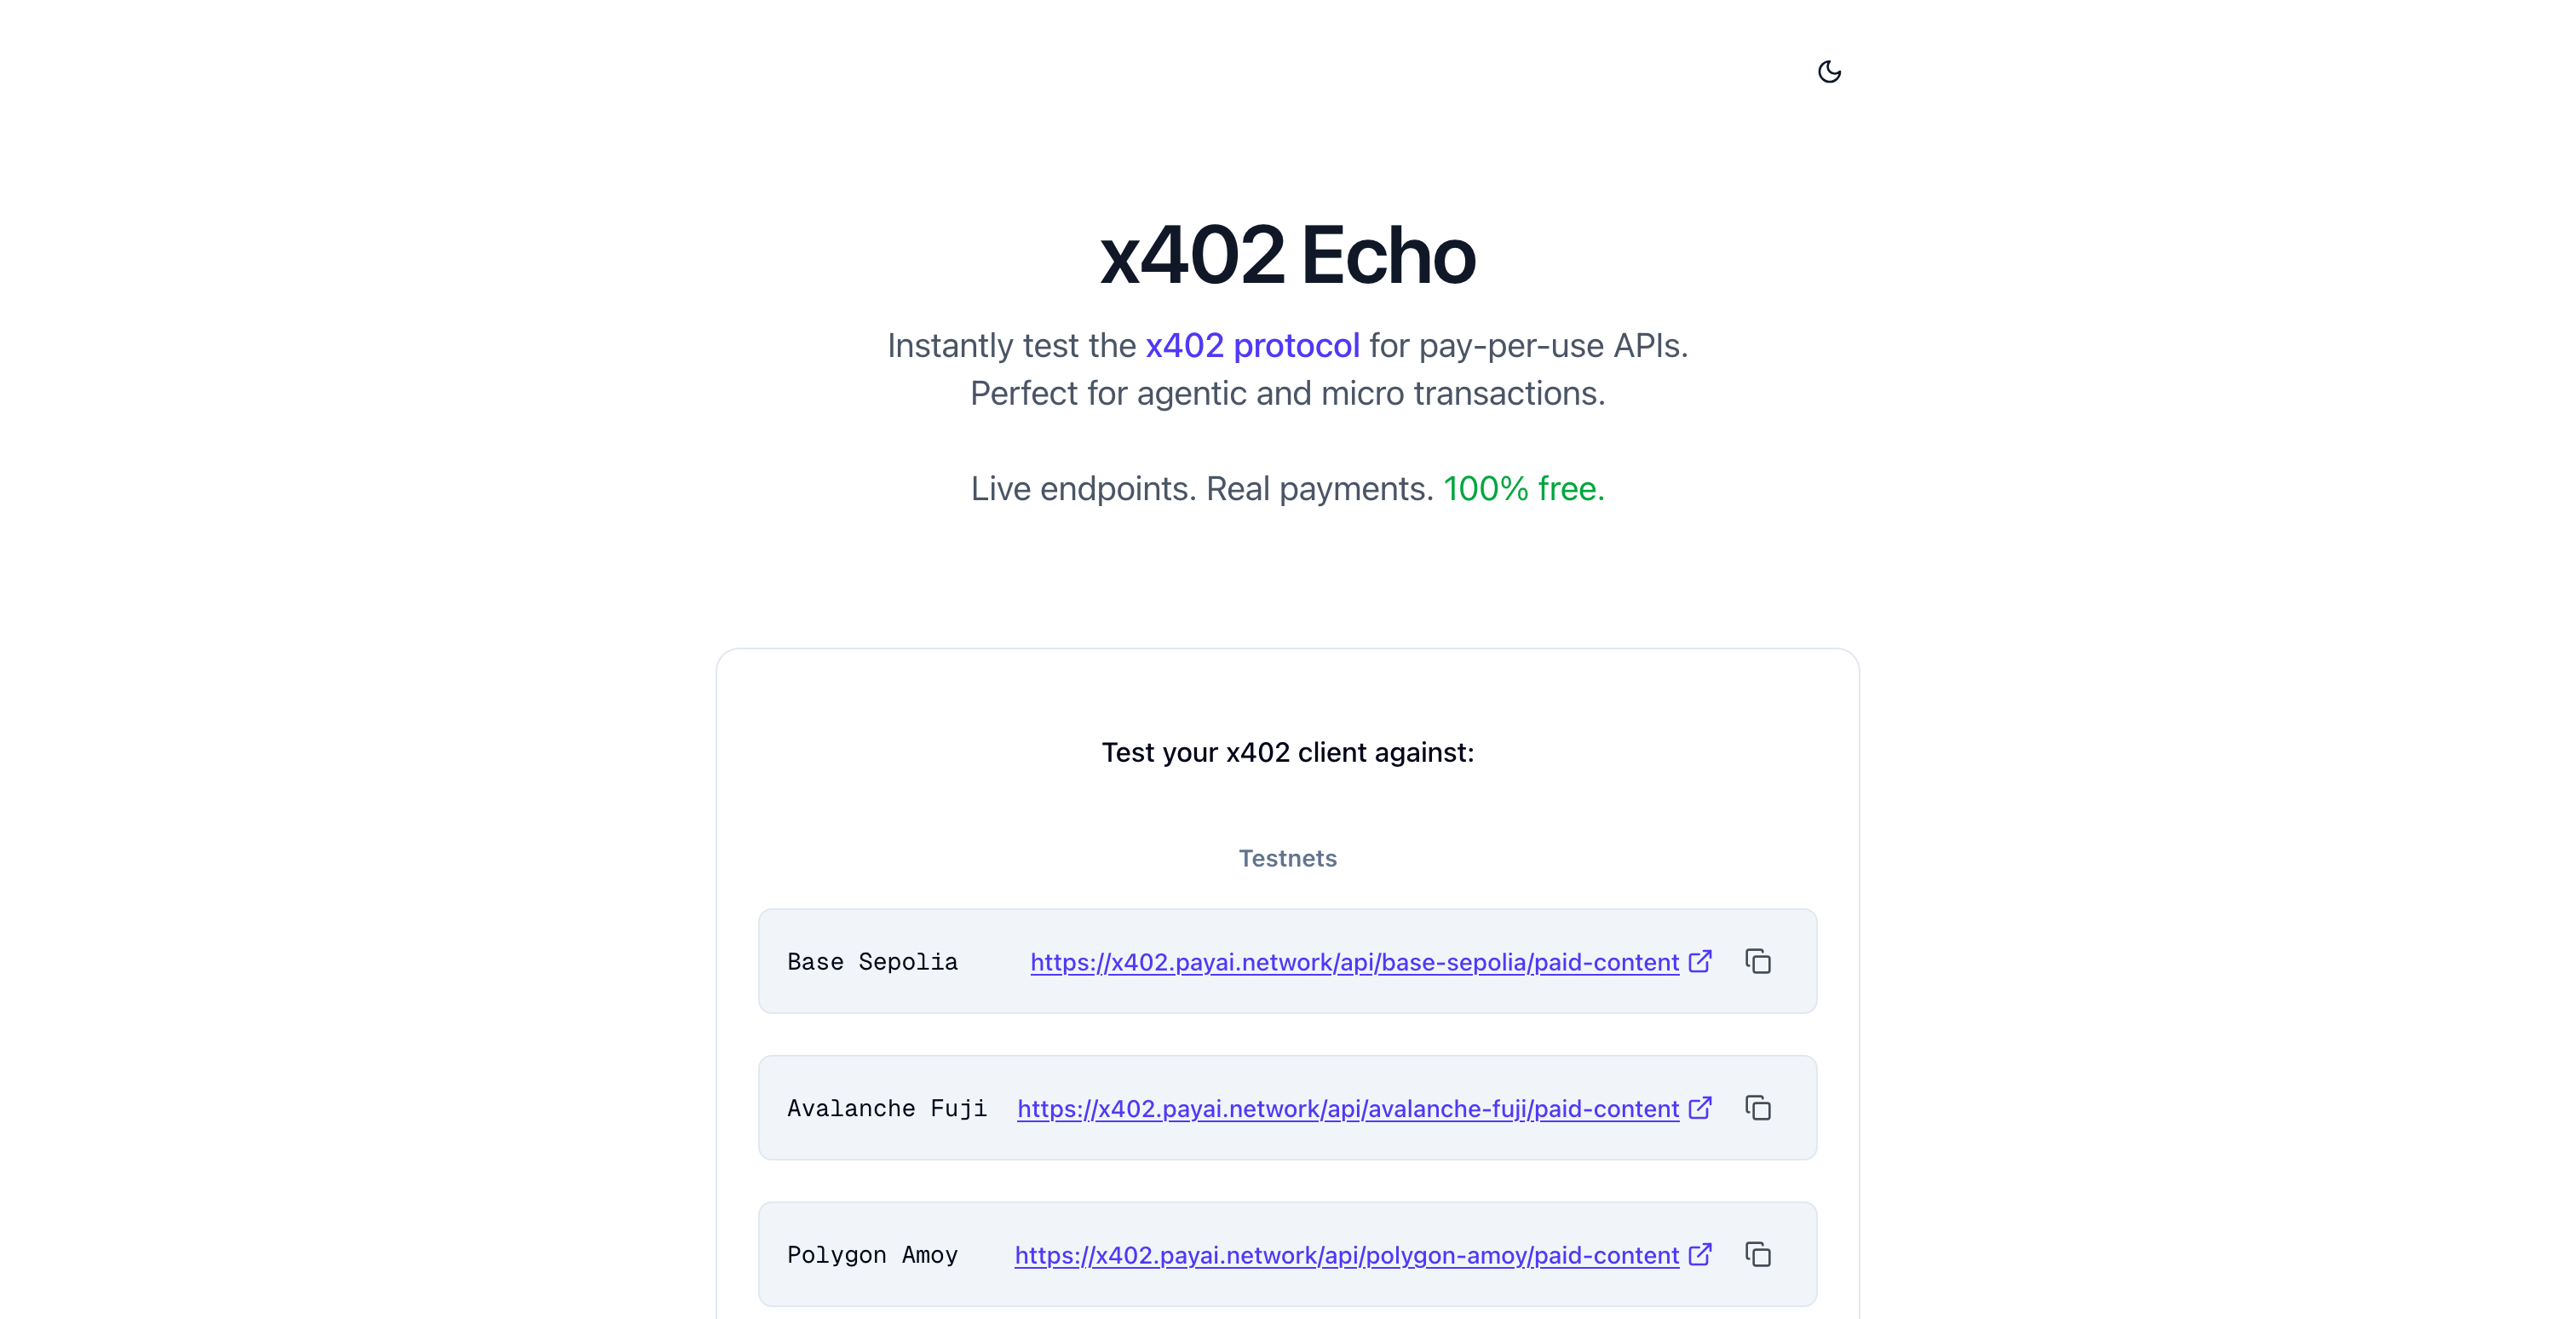 x402 Echo
Instantly test the x402 protocol for pay-per-use APIs.
Perfect for agentic and micro transactions.
Live endpoints. Real payments. 100% free.
Test your x402 client against:
Testnets
Base Sepolia https://x402.payai.network/api/base-sepolia/paid-content
Avalanche Fuji https://x402.payai.network/api/avalanche-fuji/paid-content
Polygon Amoy https://x402.payai.network/api/polygon-amoy/paid-content